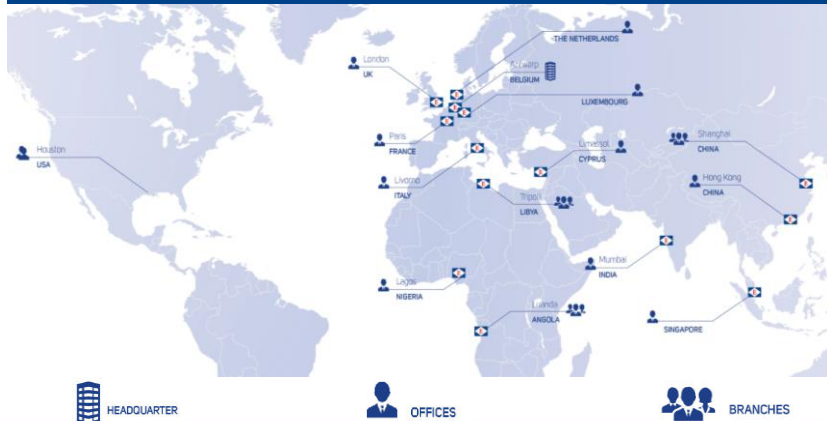 THE NETHERLANDS
London
UK
Antwerp
BELGIUM
LUXEMBOURG
Paris
FRANCE
Houston
USA
Limassol
CYPRUS
Shanghai
CHINA
Livorno
ITALY
Tripoli
LIBYA
Hong Kong
CHINA
Mumbai
INDIA
Lagos
NIGERIA
Luanda
ANGOLA
SINGAPORE
HEADQUARTER
OFFICES
BRANCHES